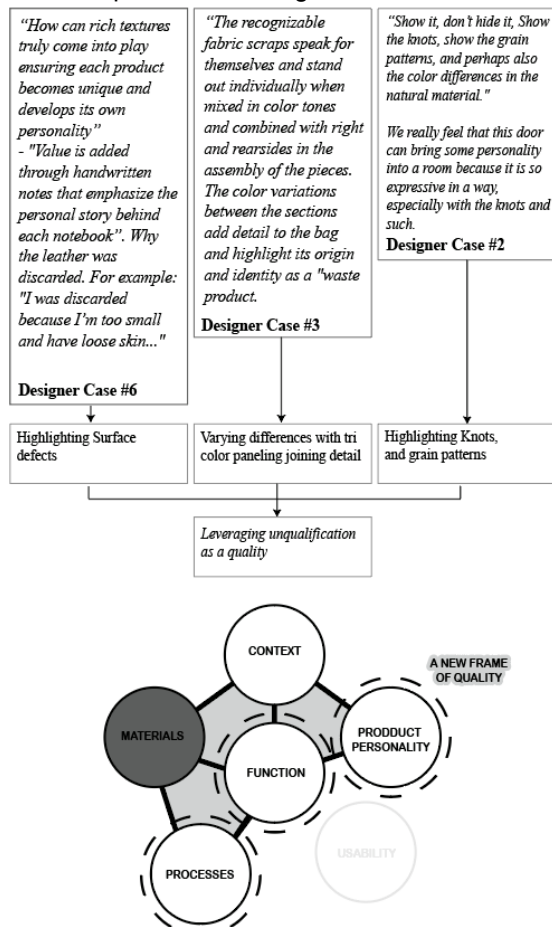 “How can rich textures
truly come into play
ensuring each product
becomes unique and
develops its own
personality”
- "Value is added
through handwritten
notes that emphasize the
personal story behind
each notebook”. Why
the leather was
discarded. For example:
"I was discarded
because I’m too small
and have loose skin..."
Designer Case #6
“The recognizable
fabric scraps speak for
themselves and stand
out individually when
mixed in color tones
and combined with right
and rearsides in the
assembly of the pieces.
The color variations
between the sections
add detail to the bag
and highlight its origin
and identity as a "waste
product.
Designer Case #3
“Show it, don’t hide it, Show
the knots, show the grain
patterns, and perhaps also
the color differences in the
natural material."
We really feel that this door
can bring some personality
into a room because it is so
expressive in a way,
especially with the knots and
such.
Designer Case #2
Highlighting Surface
defects
Varying differences with tri
color paneling joining detail
Highlighting Knots,
and grain patterns
Leveraging unqualification
as a quality
CONTEXT
A NEW FRAME
OF QUALITY
MATERIALS
PRODDUCT
PERSONALITY
FUNCTION
USABILITY
PROCESSES